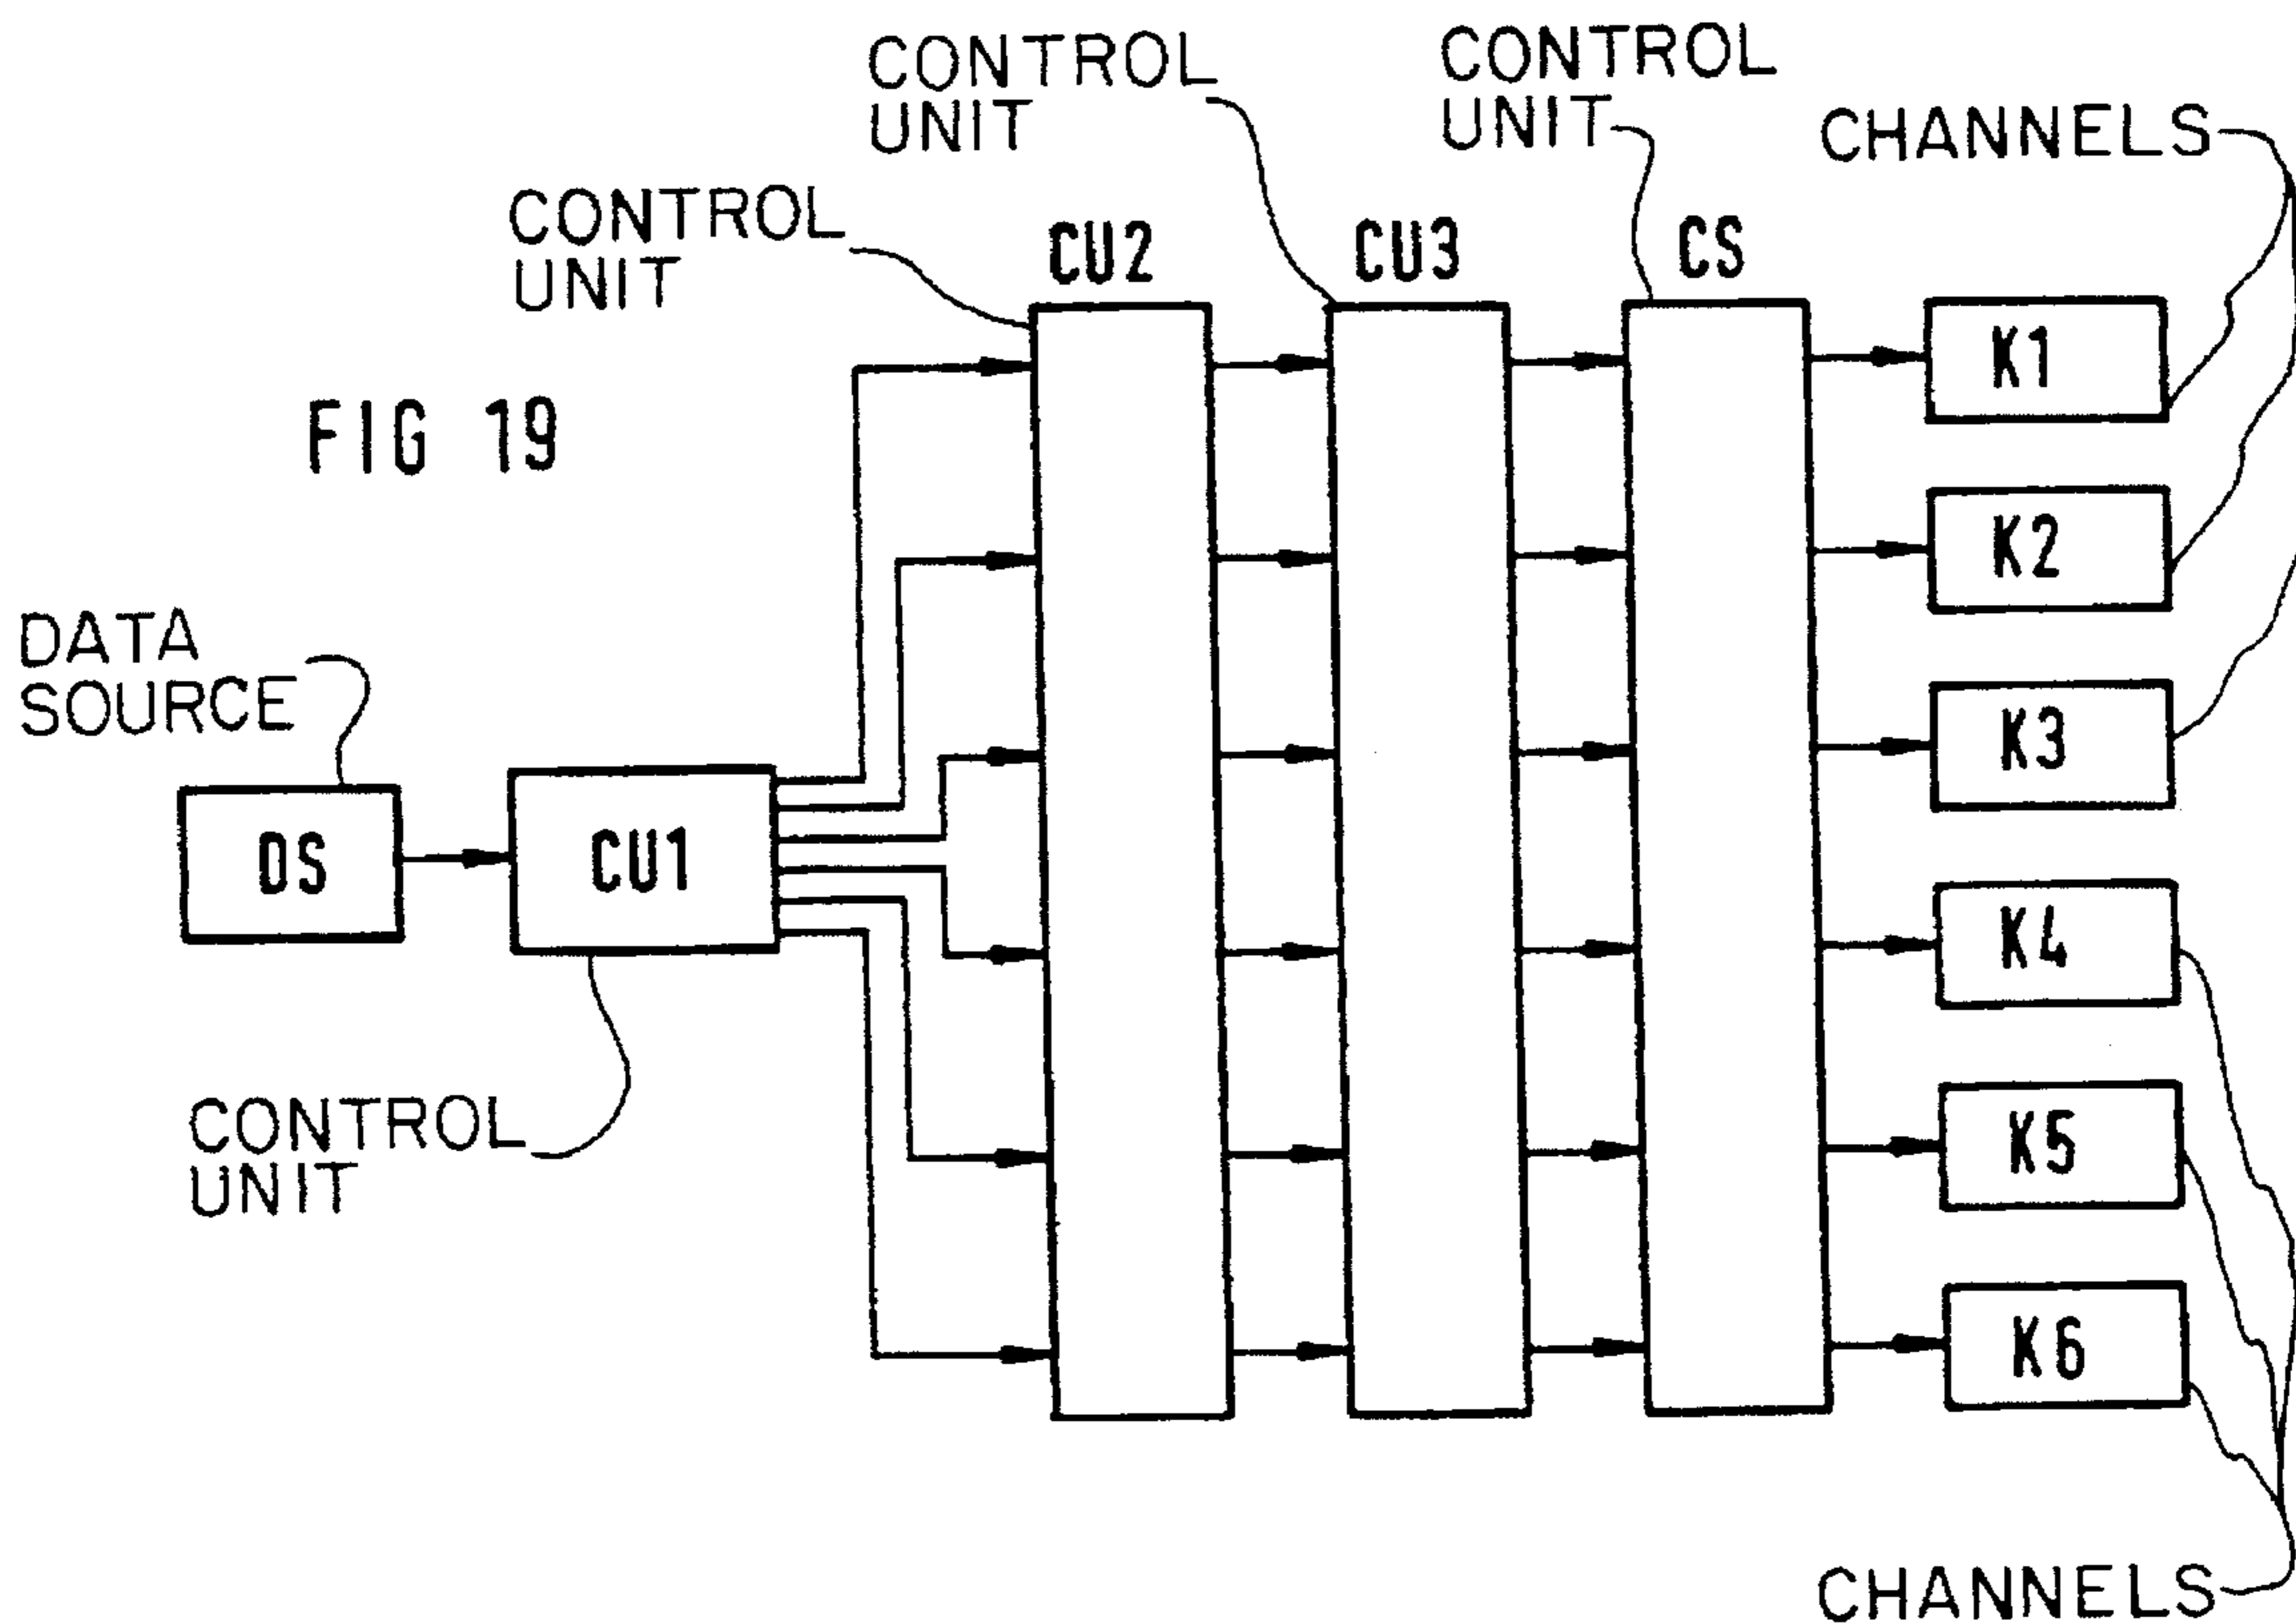 CONTROL
UNIT
CONTROL
UNIT
CHANNELS
CONTROL
UNIT
CU2
CU3
CS
K1
FIG 19
K2
DATA
SOURCE
K3
DS
CU1
K4
CONTROL
UNIT
K5
K6
CHANNELS